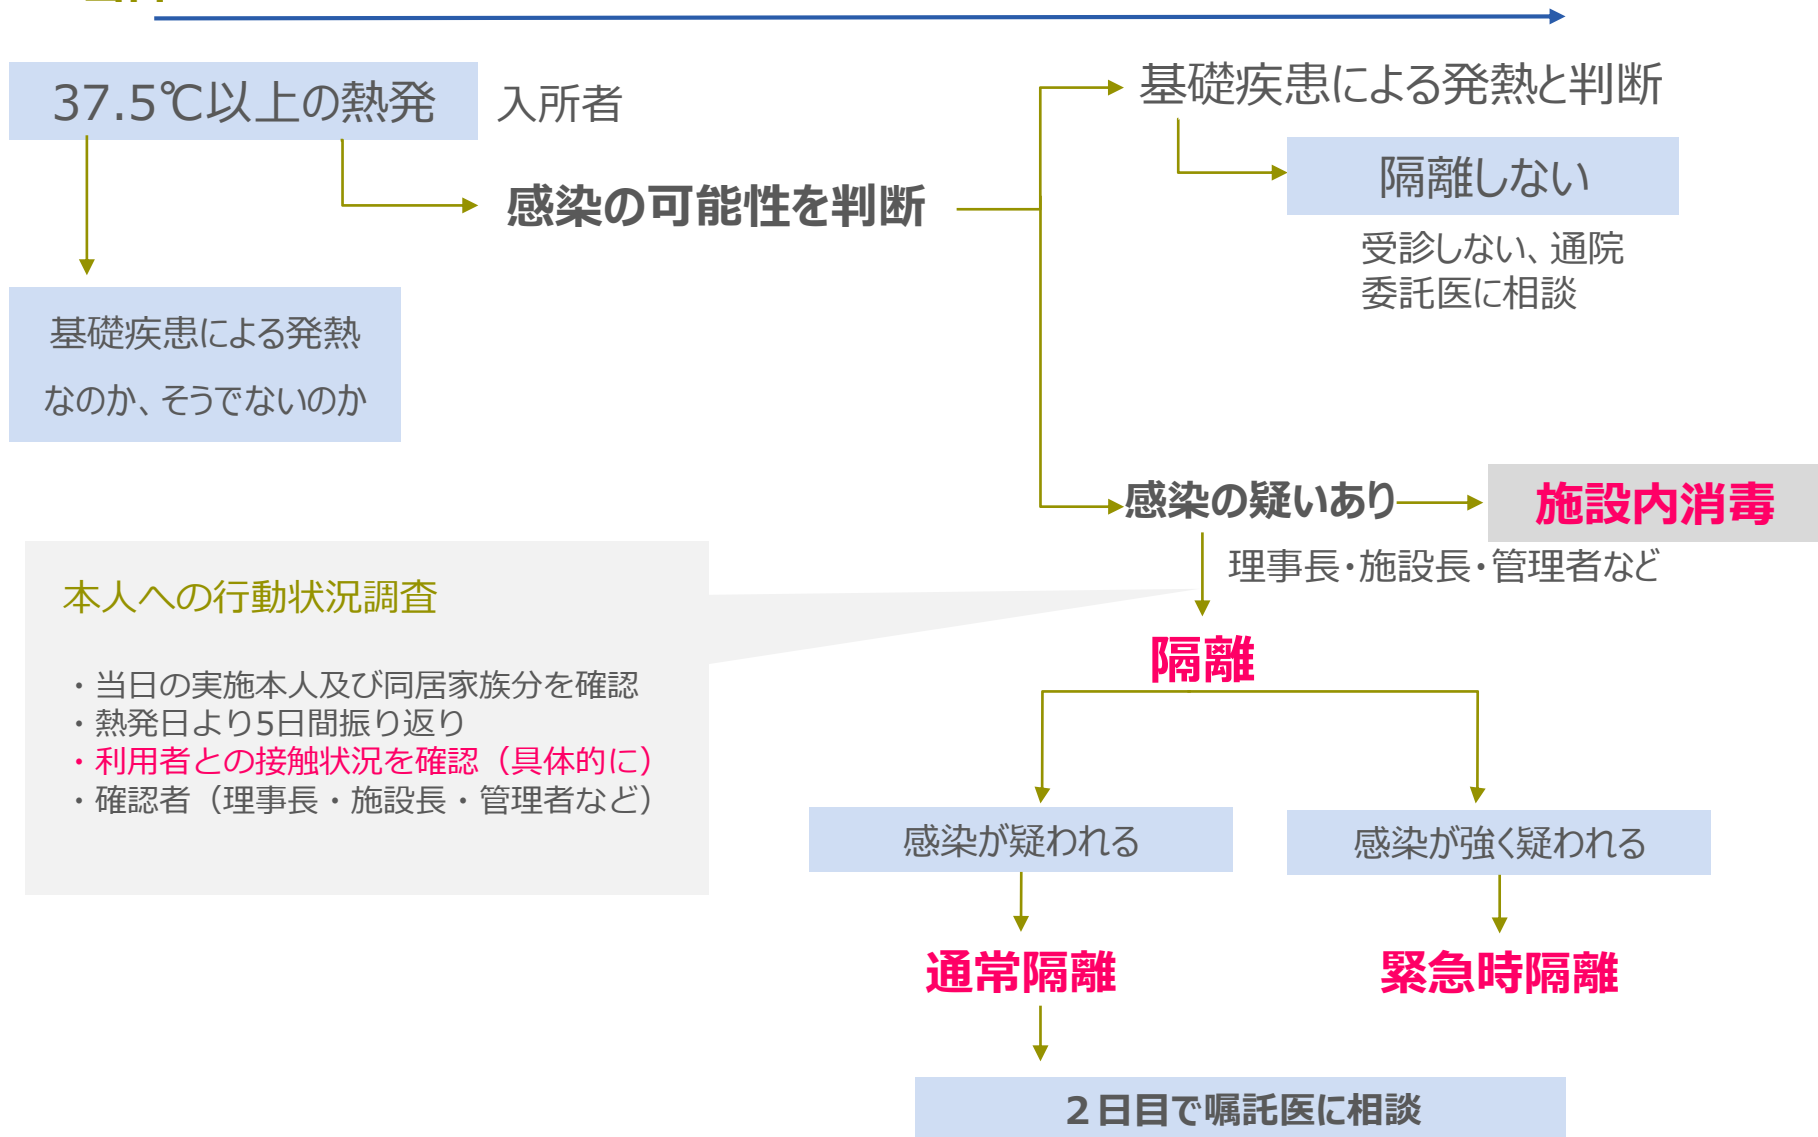 37.5℃以上の熱発
入所者
感染の可能性を判断
基礎疾患による発熱
なのか、そうでないのか
基礎疾患による発熱と判断
隔離しない
受診しない、通院
委託医に相談
感染の疑いあり
施設内消毒
理事長・施設長・管理者など
隔離
本人への行動状況調査
・当日の実施本人及び同居家族分を確認
・熱発日より5日間振り返り
・利用者との接触状況を確認（具体的に）
・確認者（理事長・施設長・管理者など）
感染が疑われる
感染が強く疑われる
通常隔離
緊急時隔離
２日目で嘱託医に相談